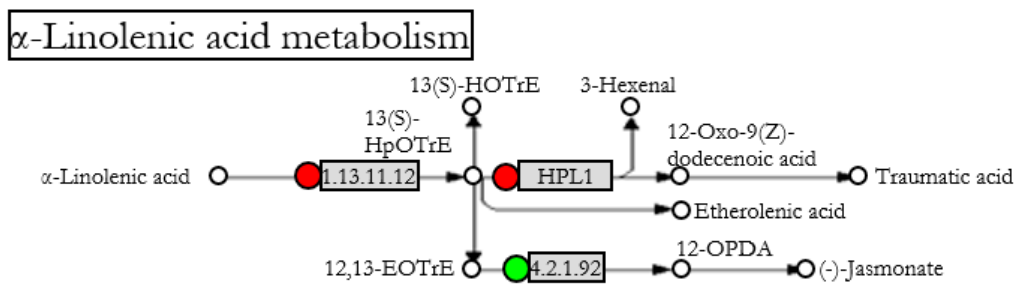 α-Linolenic acid metabolism
13(S)-HOTrE
3-Hexenal
13(S)-
HpOTrE
12-Oxo-9(Z)-
dodecenoic acid
α-Linolenic acid
1.13.11.12
HPL1
Traumatic acid
Etherolenic acid
12-OPDA
12,13-EOTrE
4.2.1.92
(-)-Jasmonate